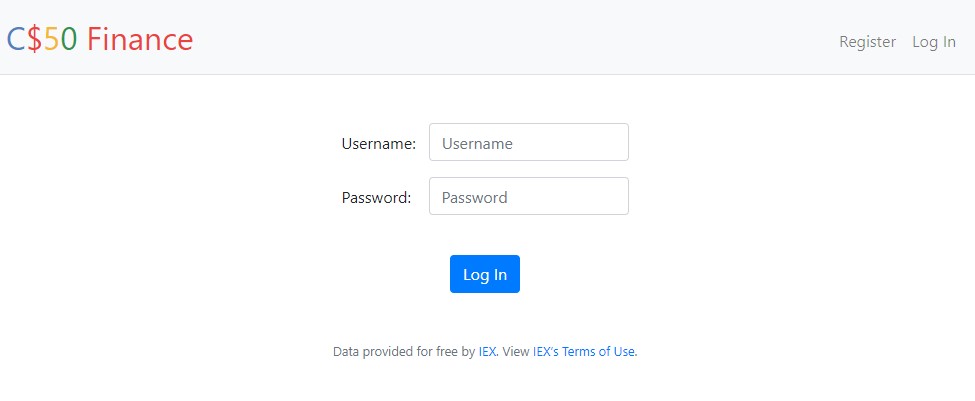 C$50 Finance
Register Log In
Username: Username
Password: Password
Log In
Data provided for free by IEX. View IEX's Terms of Use.